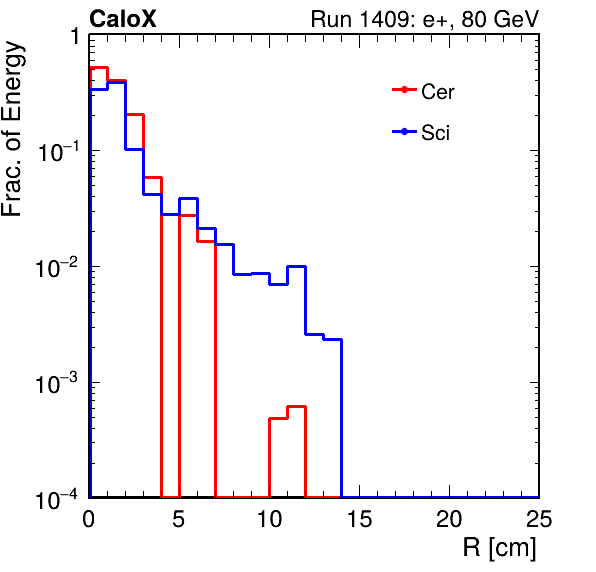 CaloX Run 1409: e+, 80 GeV
Frac. of Energy
1
10⁻¹
10⁻²
10⁻³
10⁻⁴
Cer
Sci
0 5 10 15 20 25
R [cm]